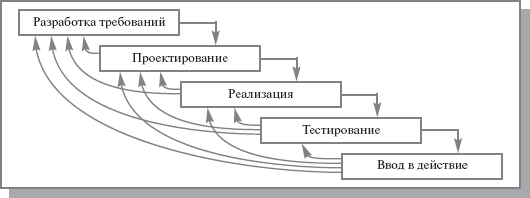 Разработка требований
Проектирование
Реализация
Тестирование
Ввод в действие